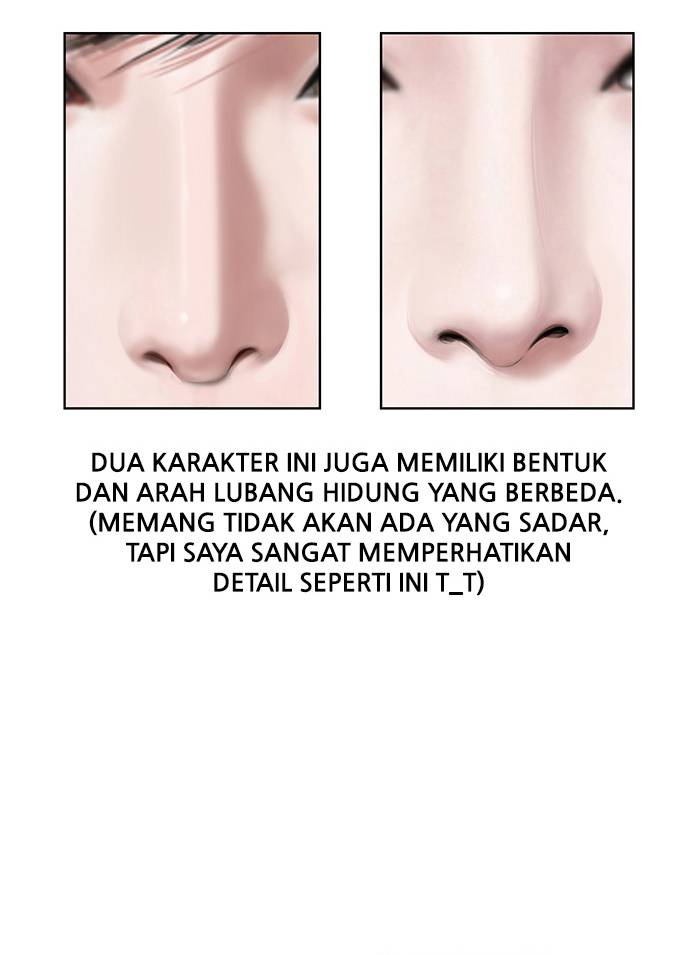 DUA KARAKTER INI JUGA MEMILIKI BENTUK
DAN ARAH LUBANG HIDUNG YANG BERBEDA.
(MEMANG TIDAK AKAN ADA YANG SADAR,
TAPI SAYA SANGAT MEMPERHATIKAN
DETAIL SEPERTI INI T_T)